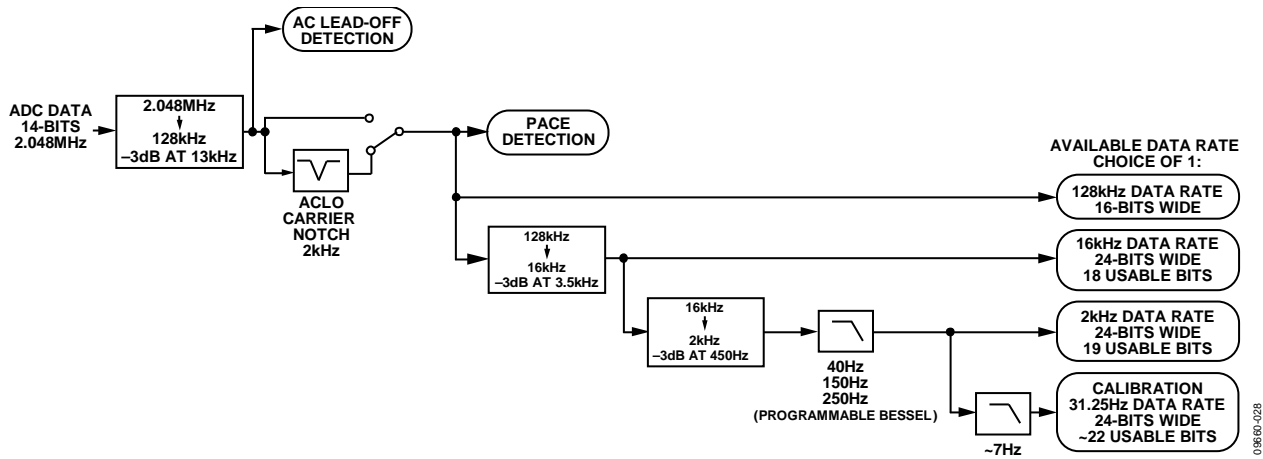 AC LEAD-OFF
DETECTION
ADC DATA
14-BITS
2.048MHz
2.048MHz
128kHz
–3dB AT 13kHz
ACLO
CARRIER
NOTCH
2kHz
PACE
DETECTION
AVAILABLE DATA RATE
CHOICE OF 1:
128kHz DATA RATE
16-BITS WIDE
128kHz
16kHz
–3dB AT 3.5kHz
16kHz DATA RATE
24-BITS WIDE
18 USABLE BITS
16kHz
2kHz
–3dB AT 450Hz
40Hz
150Hz
250Hz
(PROGRAMMABLE BESSEL)
2kHz DATA RATE
24-BITS WIDE
19 USABLE BITS
~7Hz
CALIBRATION
31.25Hz DATA RATE
24-BITS WIDE
~22 USABLE BITS
09660-028